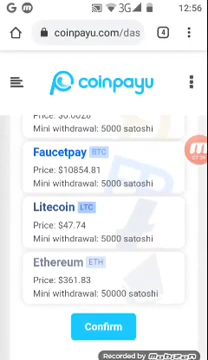 G m 3G 12:56
coinpayu.com/das 4
coinpayu
Price: $0.0028
Mini withdrawal: 5000 satoshi
Faucetpay BTC
Price: $10854.81
Mini withdrawal: 5000 satoshi
Litecoin LTC
Price: $47.74
Mini withdrawal: 5000 satoshi
Ethereum ETH
Price: $361.83
Mini withdrawal: 50000 satoshi
Confirm
Recorded by Mobizen